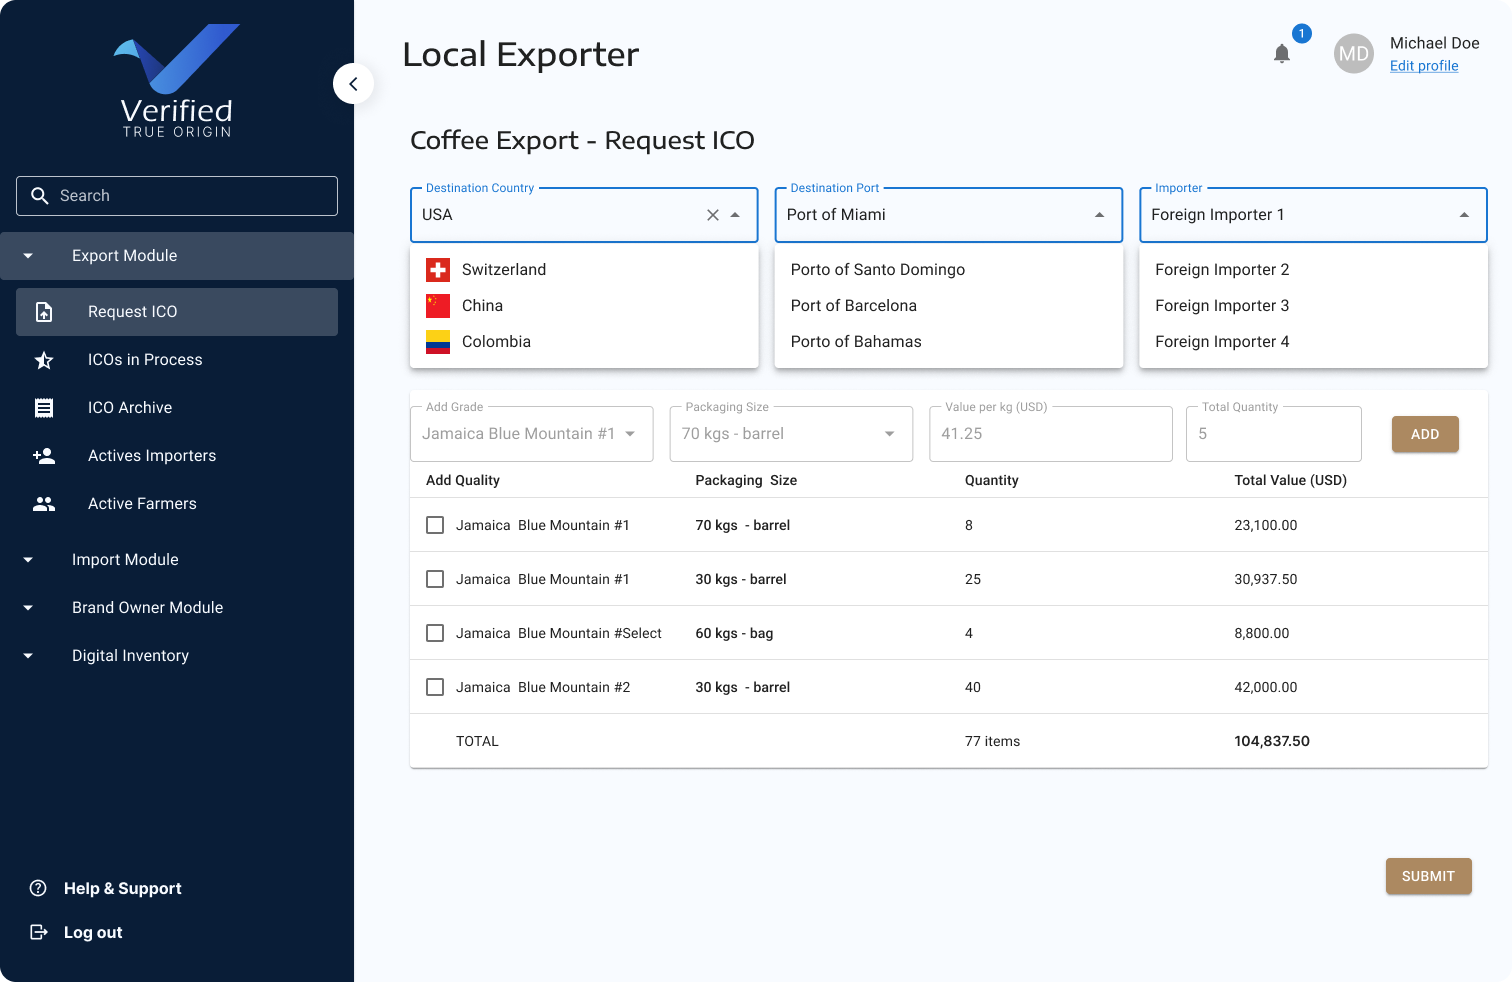 Verified
TRUE ORIGIN
Search
Export Module
Request ICO
ICOs in Process
ICO Archive
Actives Importers
Active Farmers
Import Module
Brand Owner Module
Digital Inventory
Help & Support
Log out
Local Exporter
1
MD
Michael Doe
Edit profile
Coffee Export - Request ICO
Destination Country
USA
Switzerland
China
Colombia
Destination Port
Port of Miami
Porto of Santo Domingo
Port of Barcelona
Porto of Bahamas
Importer
Foreign Importer 1
Foreign Importer 2
Foreign Importer 3
Foreign Importer 4
Add Grade
Jamaica Blue Mountain #1
Packaging Size
70 kgs - barrel
Value per kg (USD)
41.25
Total Quantity
5
ADD
Add Quality Packaging Size Quantity Total Value (USD)
Jamaica Blue Mountain #1 70 kgs - barrel 8 23,100.00
Jamaica Blue Mountain #1 30 kgs - barrel 25 30,937.50
Jamaica Blue Mountain #Select 60 kgs - bag 4 8,800.00
Jamaica Blue Mountain #2 30 kgs - barrel 40 42,000.00
TOTAL 77 items 104,837.50
SUBMIT